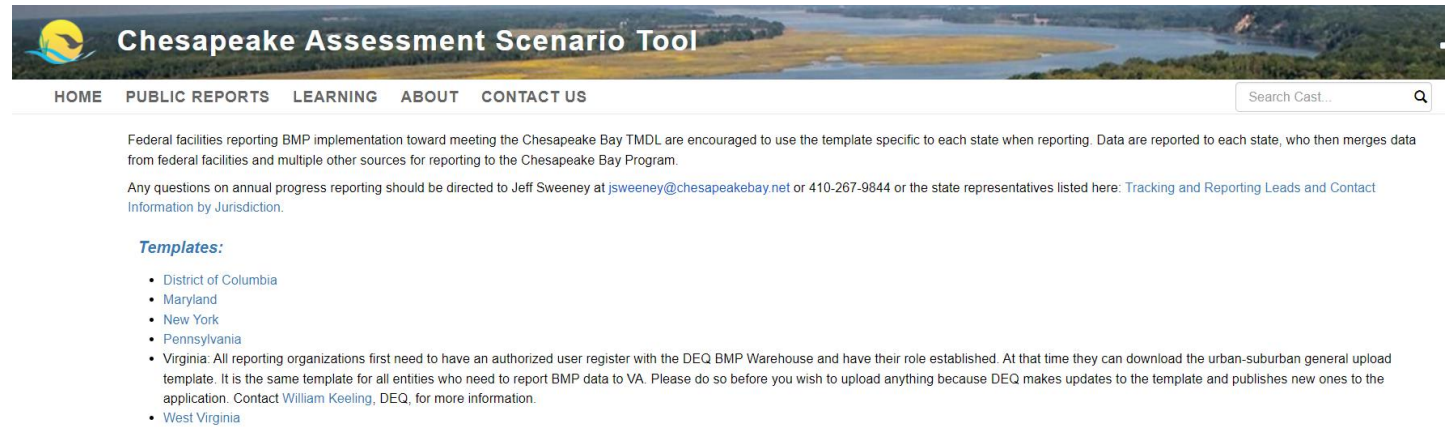 Chesapeake Assessment Scenario Tool
HOME PUBLIC REPORTS LEARNING ABOUT CONTACT US Search Cast...
Federal facilities reporting BMP implementation toward meeting the Chesapeake Bay TMDL are encouraged to use the template specific to each state when reporting. Data are reported to each state, who then merges data
from federal facilities and multiple other sources for reporting to the Chesapeake Bay Program.
Any questions on annual progress reporting should be directed to Jeff Sweeney at jsweeney@chesapeakebay.net or 410-267-9844 or the state representatives listed here: Tracking and Reporting Leads and Contact
Information by Jurisdiction.
Templates:
• District of Columbia
• Maryland
• New York
• Pennsylvania
• Virginia: All reporting organizations first need to have an authorized user register with the DEQ BMP Warehouse and have their role established. At that time they can download the urban-suburban general upload
template. It is the same template for all entities who need to report BMP data to VA. Please do so before you wish to upload anything because DEQ makes updates to the template and publishes new ones to the
application. Contact William Keeling, DEQ, for more information.
• West Virginia